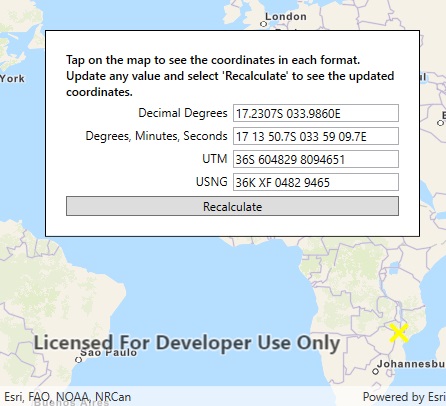 London
York
Tap on the map to see the coordinates in each format.
Update any value and select 'Recalculate' to see the updated
coordinates.
Decimal Degrees 17.2307S 033.9860E
Degrees, Minutes, Seconds 17 13 50.7S 033 59 09.7E
UTM 36S 604829 8094651
USNG 36K XF 0482 9465
Recalculate
Licensed For Developer Use Only
São Paulo
Johannesbu
Esri, FAO, NOAA, NRCan
Powered by Esri
Buenos Aires